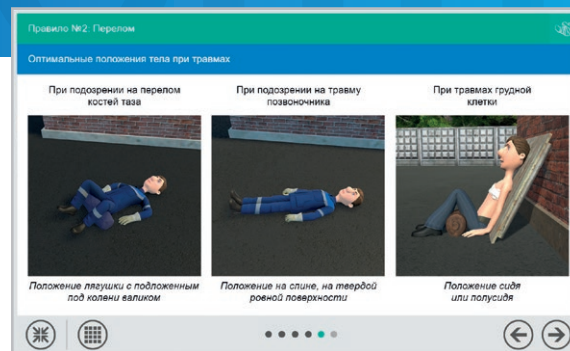 Правило №2: Перелом
Оптимальные положения тела при травмах
При подозрении на перелом
костей таза
При подозрении на травму
позвоночника
При травмах грудной
клетки
Положение лягушки с подложенным
под колени валиком
Положение на спине, на твердой
ровной поверхности
Положение сидя
или полусидя